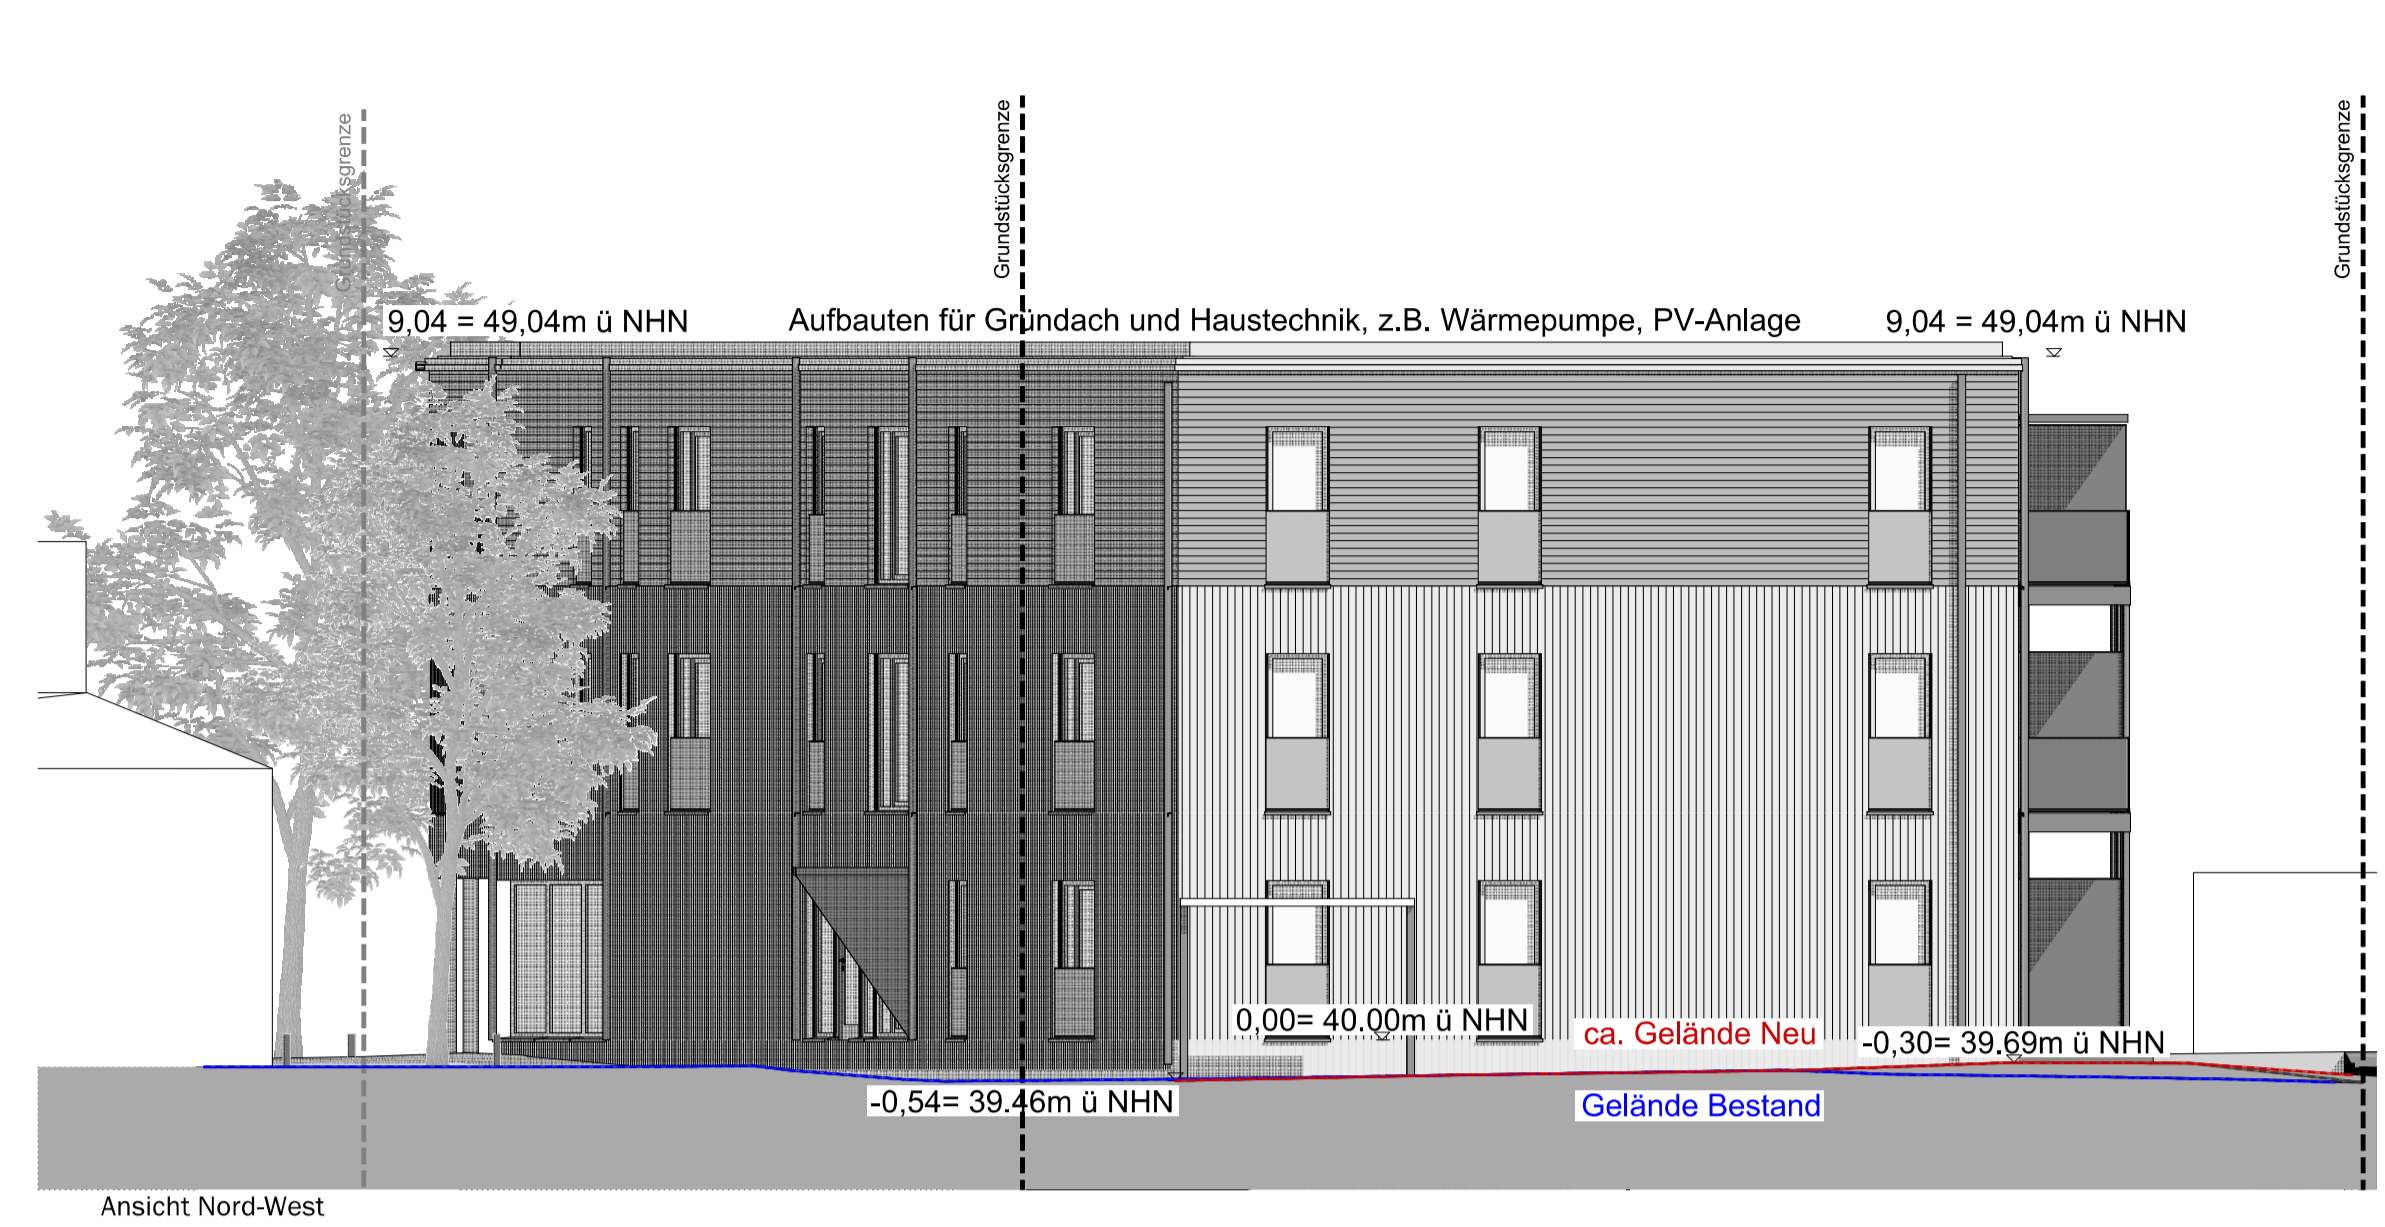 Grundstücksgrenze
Grundstücksgrenze
Grundstücksgrenze
9,04 = 49,04m ü NHN
Aufbauten für Gründach und Haustechnik, z.B. Wärmepumpe, PV-Anlage
9,04 = 49,04m ü NHN
0,00= 40.00m ü NHN
ca. Gelände Neu
-0,30= 39.69m ü NHN
-0,54= 39.46m ü NHN
Gelände Bestand
Ansicht Nord-West